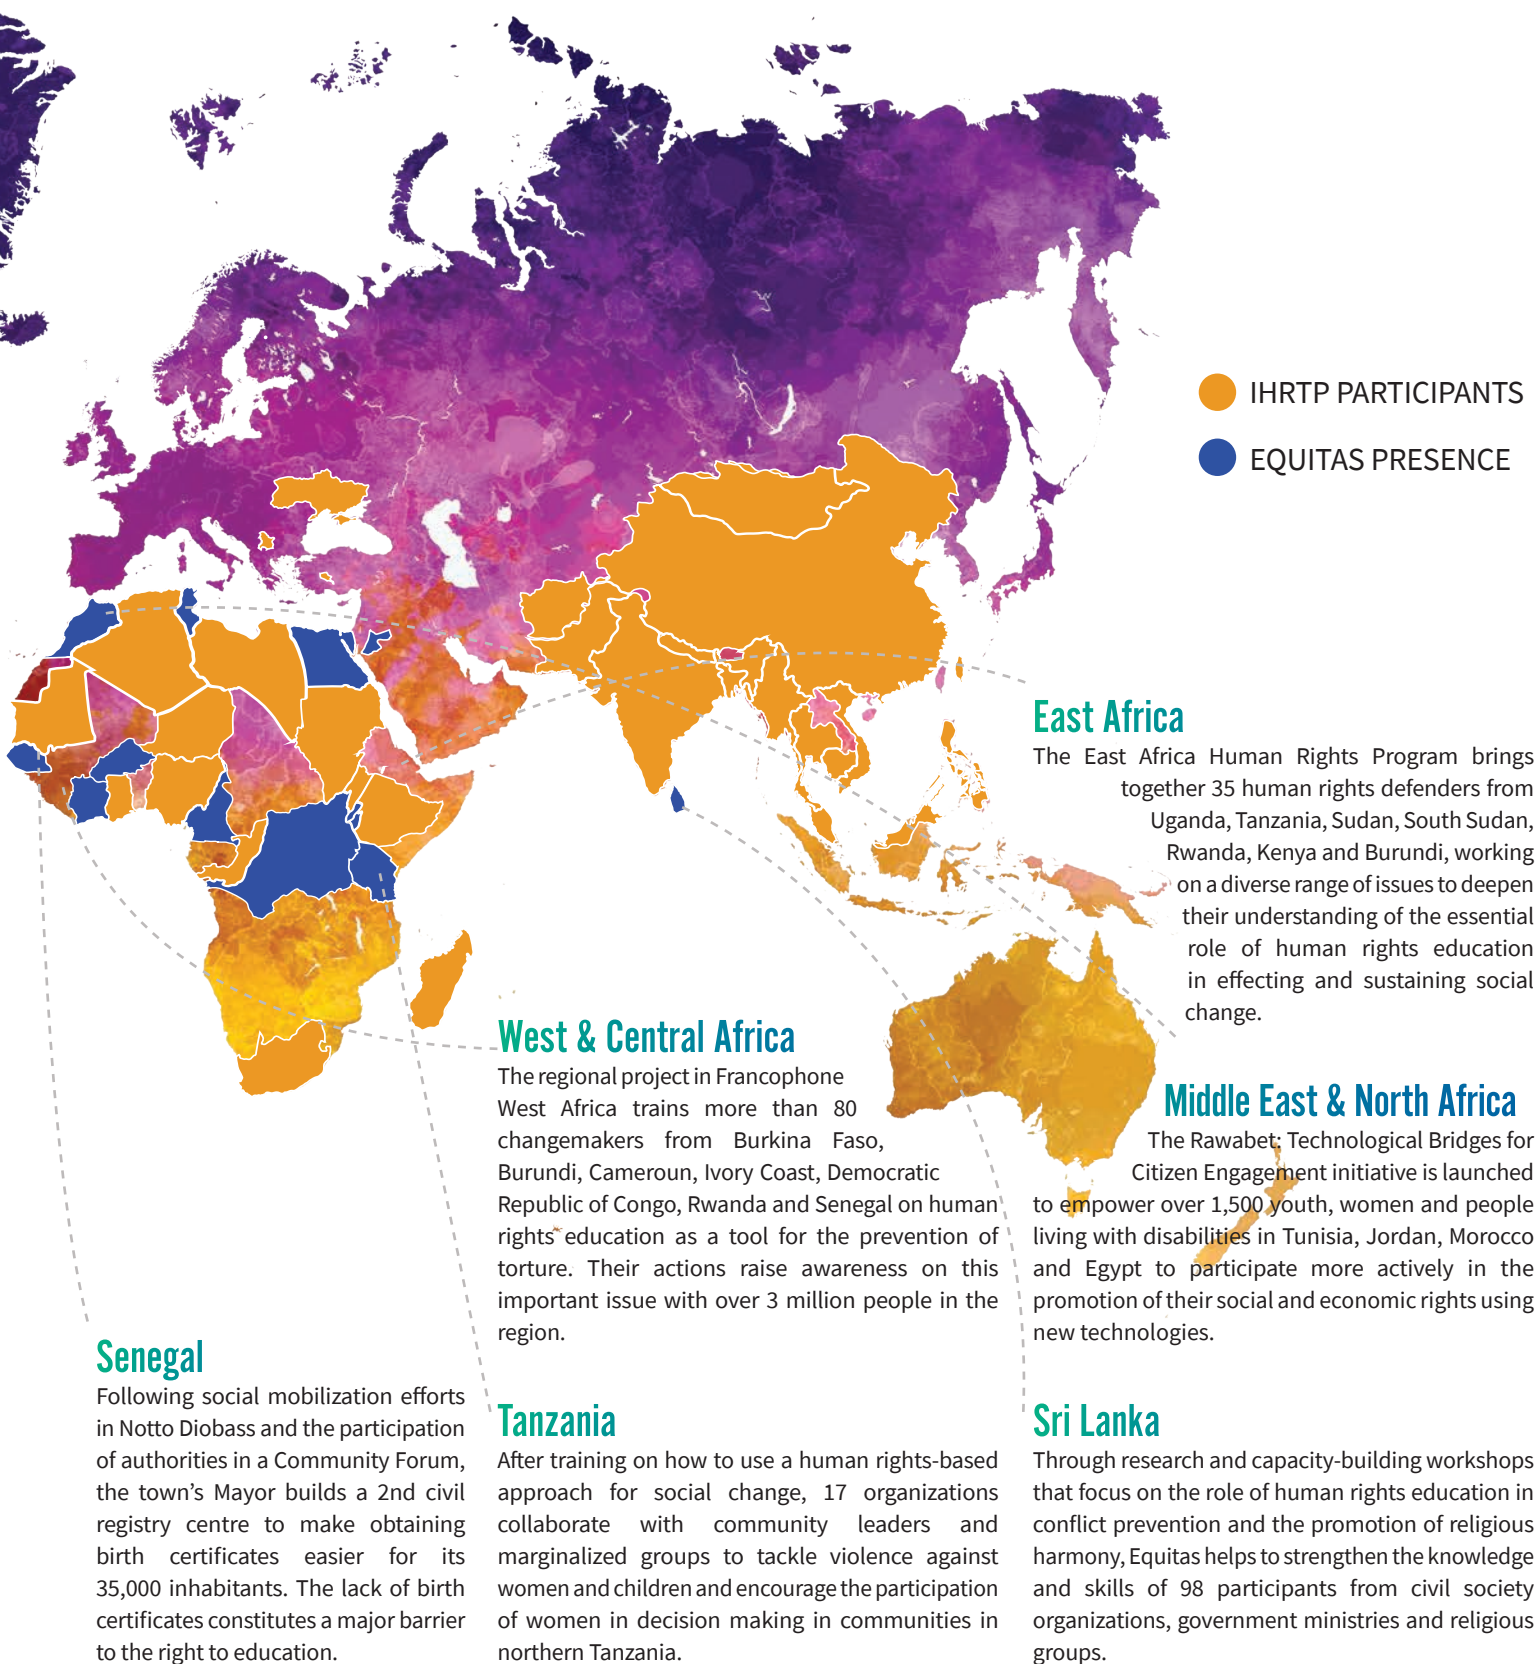 IHRTP PARTICIPANTS
EQUITAS PRESENCE
East Africa
The East Africa Human Rights Program brings
together 35 human rights defenders from
Uganda, Tanzania, Sudan, South Sudan,
Rwanda, Kenya and Burundi, working
on a diverse range of issues to deepen
their understanding of the essential
role of human rights education
in effecting and sustaining social
change.
West & Central Africa
The regional project in Francophone
West Africa trains more than 80
changemakers from Burkina Faso,
Burundi, Cameroun, Ivory Coast, Democratic
Republic of Congo, Rwanda and Senegal on human
rights education as a tool for the prevention of
torture. Their actions raise awareness on this
important issue with over 3 million people in the
region.
Middle East & North Africa
The Rawabet: Technological Bridges for
Citizen Engagement initiative is launched
to empower over 1,500 youth, women and people
living with disabilities in Tunisia, Jordan, Morocco
and Egypt to participate more actively in the
promotion of their social and economic rights using
new technologies.
Senegal
Following social mobilization efforts
in Notto Diobass and the participation
of authorities in a Community Forum,
the town's Mayor builds a 2nd civil
registry centre to make obtaining
birth certificates easier for its
35,000 inhabitants. The lack of birth
certificates constitutes a major barrier
to the right to education.
Tanzania
After training on how to use a human rights-based
approach for social change, 17 organizations
collaborate with community leaders and
marginalized groups to tackle violence against
women and children and encourage the participation
of women in decision making in communities in
northern Tanzania.
Sri Lanka
Through research and capacity-building workshops
that focus on the role of human rights education in
conflict prevention and the promotion of religious
harmony, Equitas helps to strengthen the knowledge
and skills of 98 participants from civil society
organizations, government ministries and religious
groups.